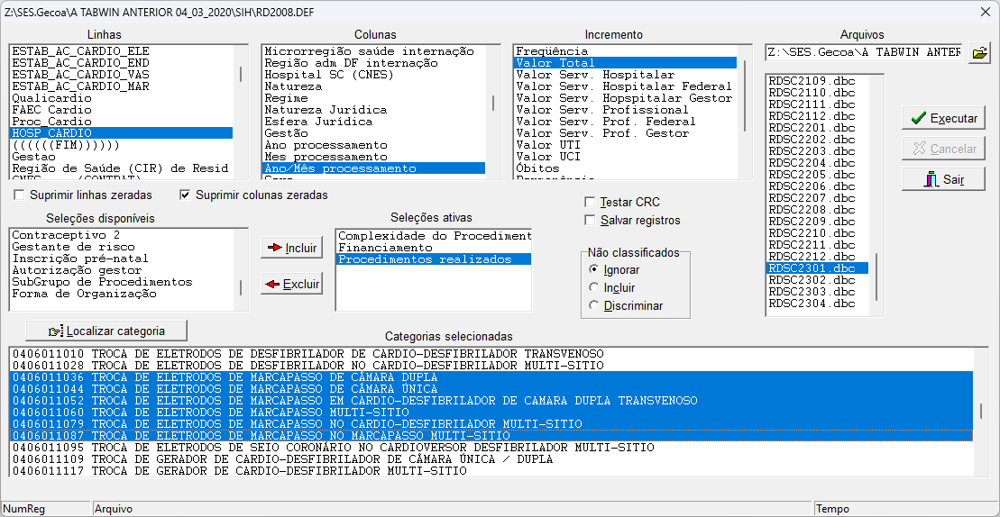 Z:\SES.Gecoa\A TABWIN ANTERIOR 04_03_2020\SIH\RD2008.DEF
Linhas
ESTAB_AC_CARDIO_ELE
ESTAB_AC_CARDIO_END
ESTAB_AC_CARDIO_VAS
ESTAB_AC_CARDIO_MAR
Qualicardio
FAEC Cardio
Proc_Cardio
HOSP_CARDIO
((((((FIM))))))
Gestao
Região de Saúde (CIR) de Resid
Colunas
Microrregião saúde internação
Região adm DF internação
Hospital SC (CNES)
Natureza
Regime
Natureza Jurídica
Esfera Jurídica
Gestão
Ano processamento
Mes processamento
Ano/Mês processamento
Incremento
Freqüência
Valor Total
Valor Serv. Hospitalar
Valor Serv. Hospitalar Federal
Valor Serv. Hopspitalar Gestor
Valor Serv. Profissional
Valor Serv. Prof. Federal
Valor Serv. Prof. Gestor
Valor UTI
Valor UCI
Óbitos
Arquivos
Z:\SES.Gecoa\A TABWIN ANTER
RDSC2109.dbc
RDSC2110.dbc
RDSC2111.dbc
RDSC2112.dbc
RDSC2201.dbc
RDSC2202.dbc
RDSC2203.dbc
RDSC2204.dbc
RDSC2205.dbc
RDSC2206.dbc
RDSC2207.dbc
RDSC2208.dbc
RDSC2209.dbc
RDSC2210.dbc
RDSC2211.dbc
RDSC2212.dbc
RDSC2301.dbc
RDSC2302.dbc
RDSC2303.dbc
RDSC2304.dbc
Executar
Cancelar
Sair
Suprimir linhas zeradas
Suprimir colunas zeradas
Seleções disponíveis
Contraceptivo 2
Gestante de risco
Inscrição pré-natal
Autorização gestor
SubGrupo de Procedimentos
Forma de Organização
Incluir
Excluir
Seleções ativas
Complexidade do Procediment
Financiamento
Procedimentos realizados
Testar CRC
Salvar registros
Não classificados
Ignorar
Incluir
Discriminar
Localizar categoria
Categorias selecionadas
0406011010 TROCA DE ELETRODOS DE DESFIBRILADOR DE CARDIO-DESFIBRILADOR TRANSVENOSO
0406011028 TROCA DE ELETRODOS DE DESFIBRILADOR NO CARDIO-DESFIBRILADOR MULTI-SITIO
0406011036 TROCA DE ELETRODOS DE MARCAPASSO DE CÂMARA DUPLA
0406011044 TROCA DE ELETRODOS DE MARCAPASSO DE CÂMARA ÚNICA
0406011052 TROCA DE ELETRODOS DE MARCAPASSO EM CARDIO-DESFIBRILADOR DE CAMARA DUPLA TRANSVENOSO
0406011060 TROCA DE ELETRODOS DE MARCAPASSO MULTI-SITIO
0406011079 TROCA DE ELETRODOS DE MARCAPASSO NO CARDIO-DESFIBRILADOR MULTI-SITIO
0406011087 TROCA DE ELETRODOS DE MARCAPASSO NO MARCAPASSO MULTI-SITIO
0406011095 TROCA DE ELETRODOS DE SEIO CORONÁRIO NO CARDIOVERSOR DESFIBRILADOR MULTI-SITIO
0406011109 TROCA DE GERADOR DE CARDIO-DESFIBRILADOR DE CÂMARA ÚNICA / DUPLA
0406011117 TROCA DE GERADOR DE CARDIO-DESFIBRILADOR MULTI-SITIO
NumReg
Arquivo
Tempo